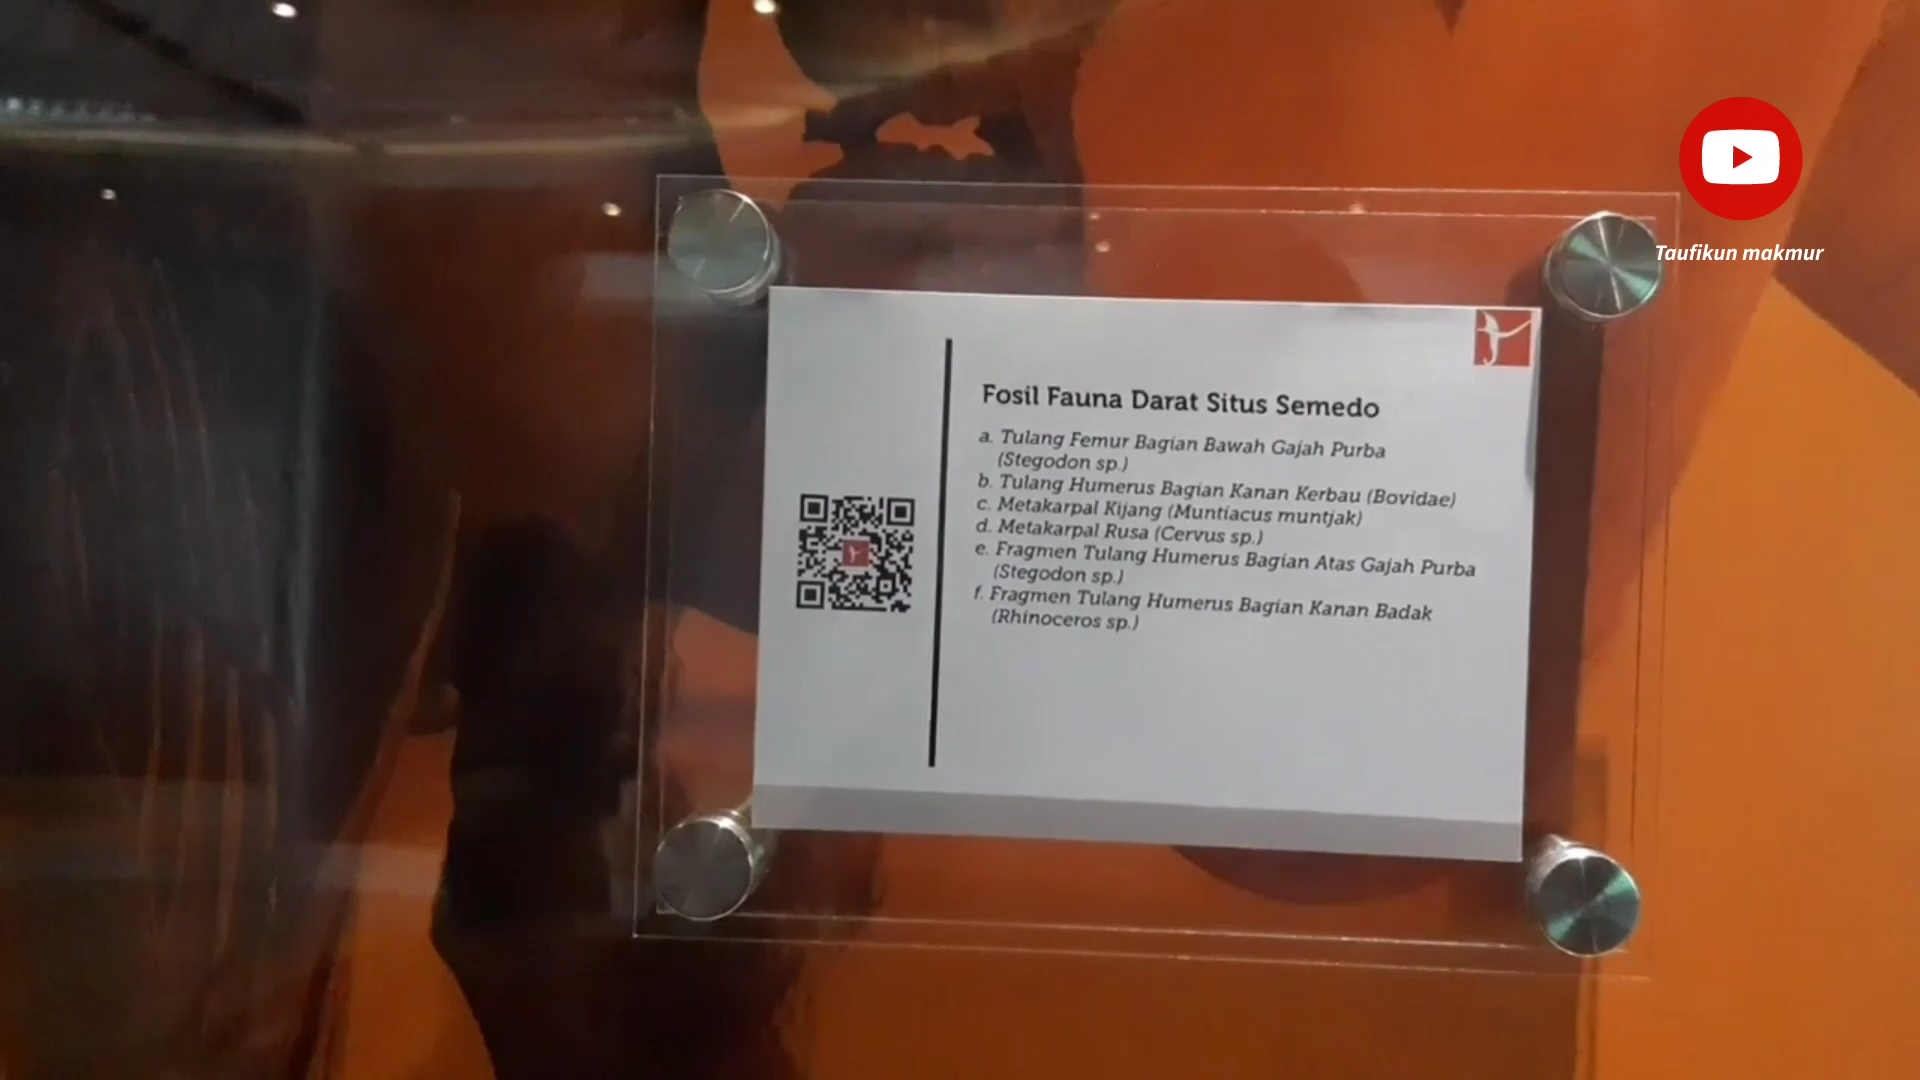 Taufikun makmur
Fosil Fauna Darat Situs Semedo
a. Tulang Femur Bagian Bawah Gajah Purba
(Stegodon sp.)
b. Tulang Humerus Bagian Kanan Kerbau (Bovidae)
c. Metakarpal Kijang (Muntiacus muntjak)
d. Metakarpal Rusa (Cervus sp.)
e. Fragmen Tulang Humerus Bagian Atas Gajah Purba
(Stegodon sp.)
f. Fragmen Tulang Humerus Bagian Kanan Badak
(Rhinoceros sp.)